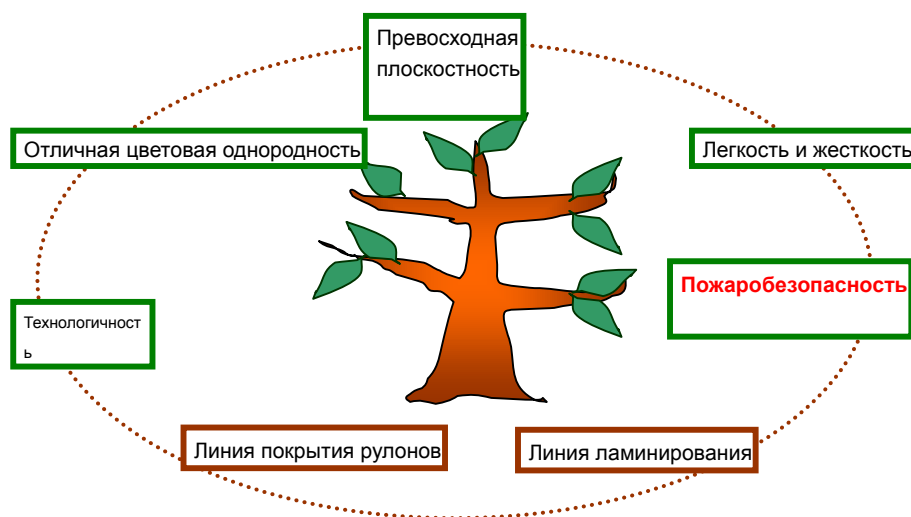 Превосходная
плоскостность
Отличная цветовая однородность
Легкость и жесткость
Пожаробезопасность
Технологичност
ь
Линия покрытия рулонов
Линия ламинирования